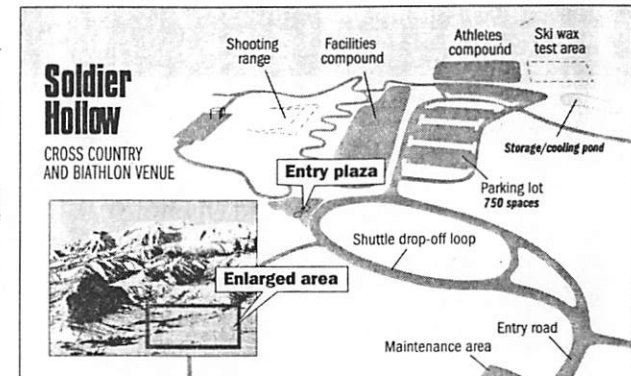 Soldier
Hollow
CROSS COUNTRY
AND BIATHLON VENUE
Shooting
range
Facilities
compound
Athletes
compound
Ski wax
test area
Storage/cooling pond
Entry plaza
Parking lot
750 spaces
Shuttle drop-off loop
Enlarged area
Entry road
Maintenance area